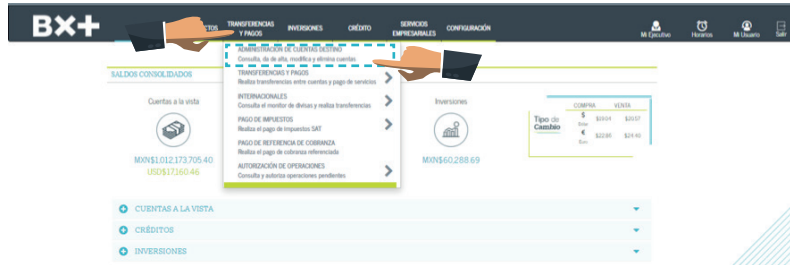 BX+
TRANSFERENCIAS Y PAGOS
INVERSIONES
CRÉDITO
SERVICIOS EMPRESARIALES
CONFIGURACIÓN
Mi Ejecutivo
Horarios
Mi Usuario
Salir
ADMINISTRACIÓN DE CUENTAS DESTINO
Consulta, da de alta, modifica y elimina cuentas
TRANSFERENCIAS Y PAGOS
Realiza transferencias entre cuentas y pago de servicios
INTERNACIONALES
Consulta el monitor de divisas y realiza transferencias
PAGO DE IMPUESTOS
Realiza el pago de impuestos SAT
PAGO DE REFERENCIA DE COBRANZA
Realiza el pago de cobranza referenciada
AUTORIZACIÓN DE OPERACIONES
Consulta y autoriza operaciones pendientes
SALDOS CONSOLIDADOS
Cuentas a la vista
MXN$1,012,173,705.40
USD$17,160.46
Inversiones
MXN$60,288.69
Tipo de Cambio
COMPRA VENTA
$
€
CUENTAS A LA VISTA
CRÉDITOS
INVERSIONES